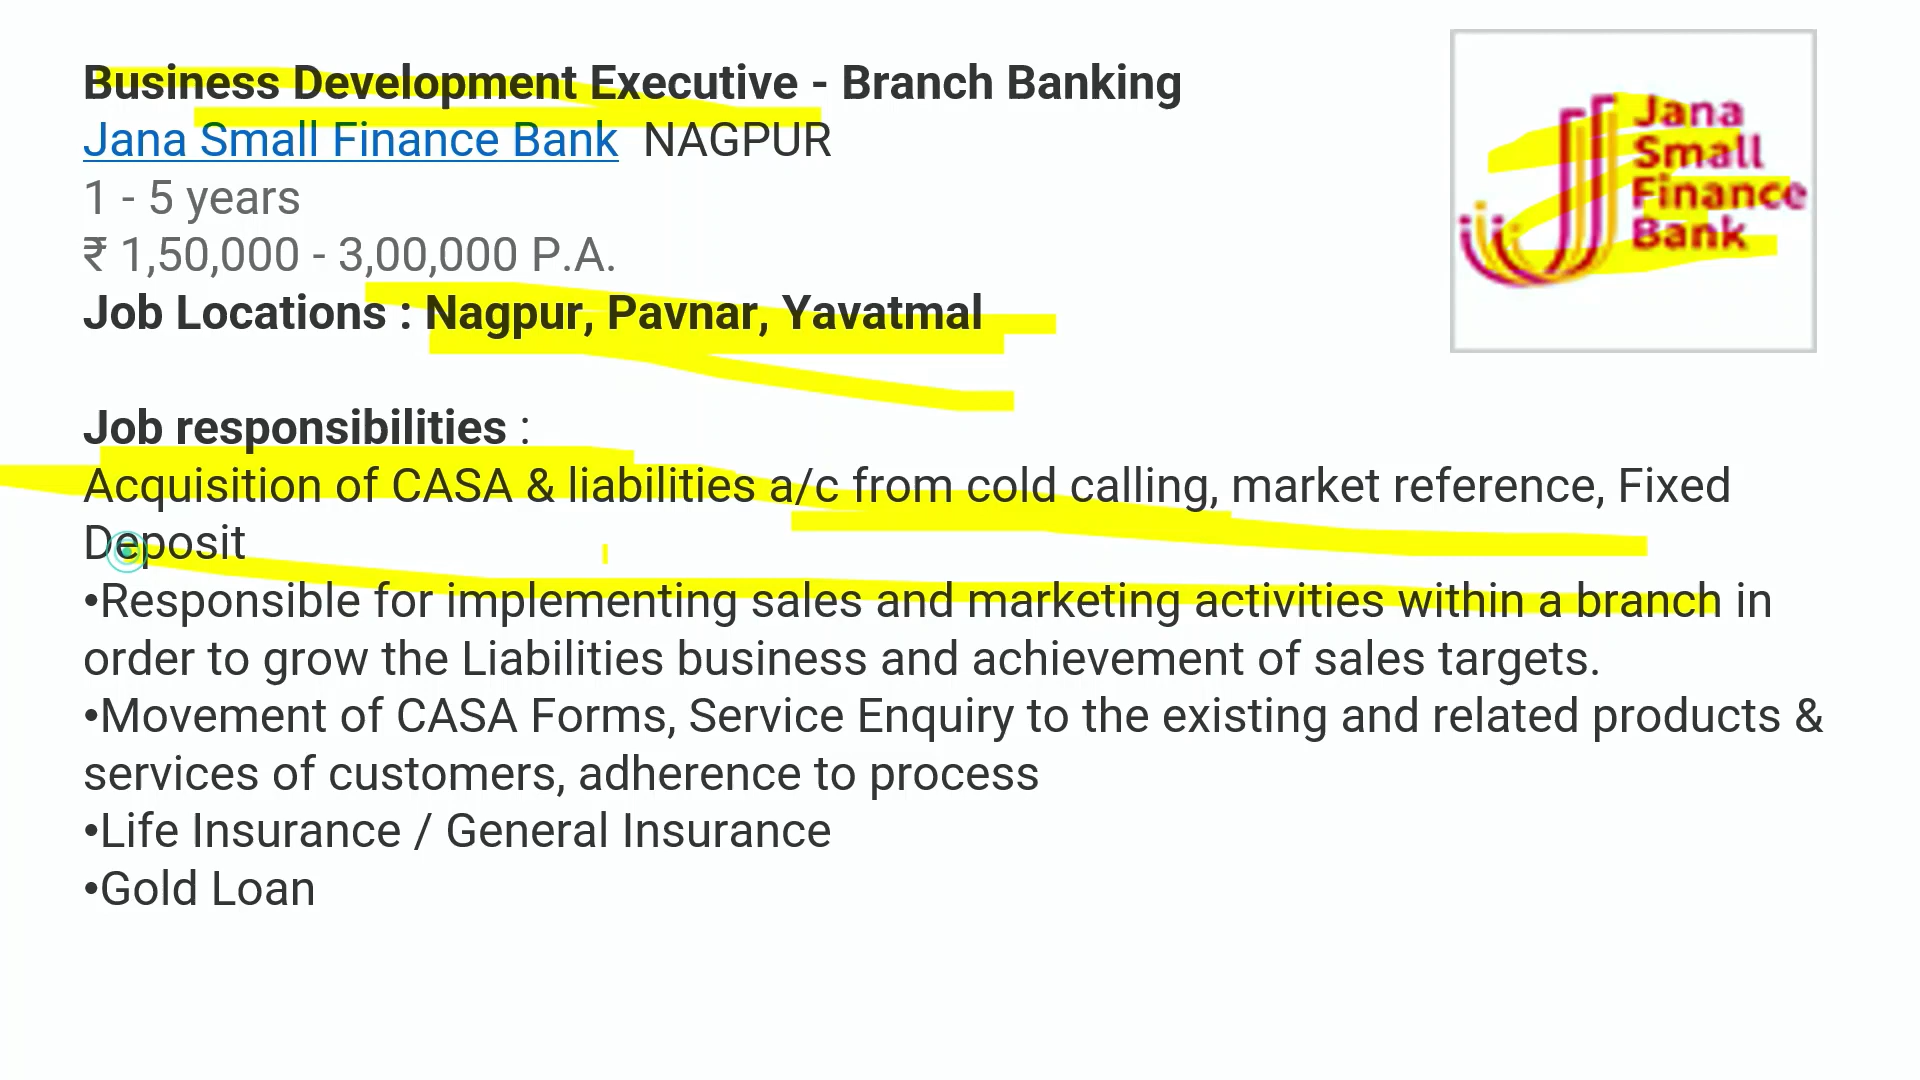 Business Development Executive - Branch Banking
Jana Small Finance Bank NAGPUR
1 - 5 years
₹ 1,50,000 - 3,00,000 P.A.
Job Locations : Nagpur, Pavnar, Yavatmal
Jana
Small
Finance
Bank
Job responsibilities :
Acquisition of CASA & liabilities a/c from cold calling, market reference, Fixed
Deposit
•Responsible for implementing sales and marketing activities within a branch in
order to grow the Liabilities business and achievement of sales targets.
•Movement of CASA Forms, Service Enquiry to the existing and related products &
services of customers, adherence to process
•Life Insurance / General Insurance
•Gold Loan